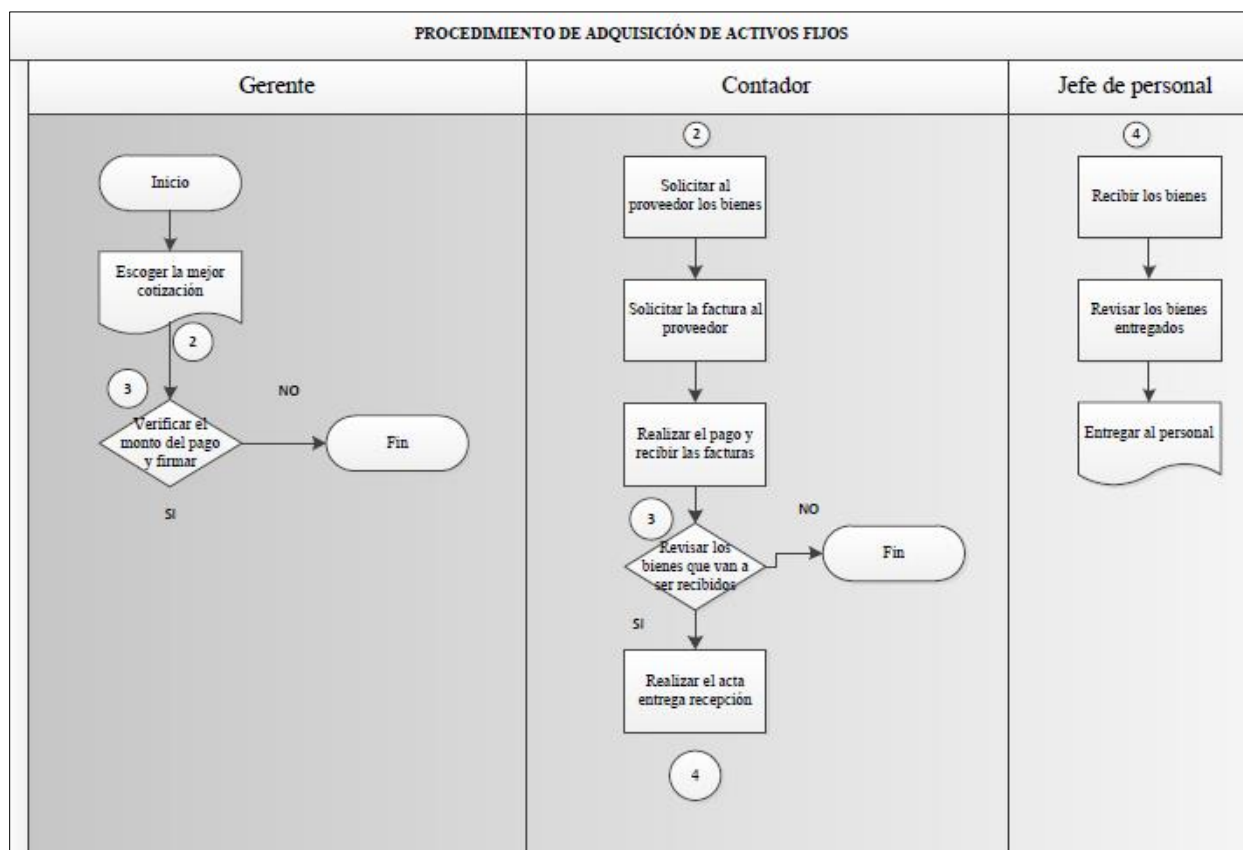 PROCEDIMIENTO DE ADQUISICIÓN DE ACTIVOS FIJOS
Gerente
Contador
Jefe de personal
Inicio
Escoger la mejor
cotización
2
3
NO
Verificar el
monto del pago
y firmar
Fin
SI
2
Solicitar al
proveedor los bienes
Solicitar la factura al
proveedor
Realizar el pago y
recibir las facturas
3
NO
Revisar los
bienes que van a
ser recibidos
Fin
SI
Realizar el acta
entrega recepción
4
4
Recibir los bienes
Revisar los bienes
entregados
Entregar al personal